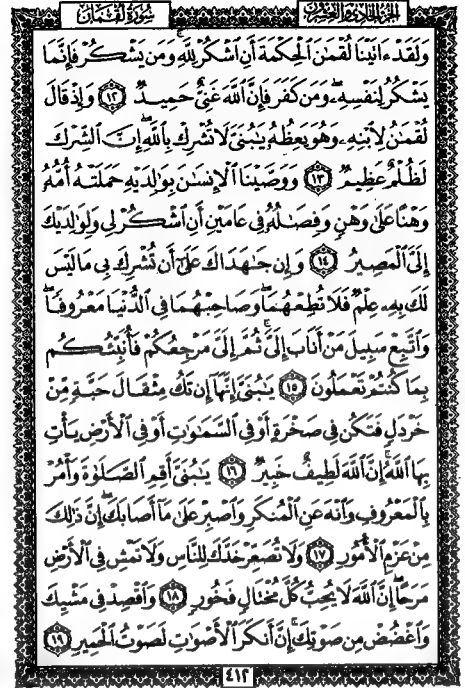 الجزء الحادي والعشرون
سورة لقمان
وَلَقَدْ ءَاتَيْنَا لُقْمَٰنَ ٱلْحِكْمَةَ أَنِ ٱشْكُرْ لِلَّهِ ۚ وَمَن يَشْكُرْ فَإِنَّمَا
يَشْكُرُ لِنَفْسِهِۦ ۖ وَمَن كَفَرَ فَإِنَّ ٱللَّهَ غَنِىٌّ حَمِيدٌ ١٢ وَإِذْ قَالَ
لُقْمَٰنُ لِٱبْنِهِۦ وَهُوَ يَعِظُهُۥ يَٰبُنَىَّ لَا تُشْرِكْ بِٱللَّهِ ۖ إِنَّ ٱلشِّرْكَ
لَظُلْمٌ عَظِيمٌ ١٣ وَوَصَّيْنَا ٱلْإِنسَٰنَ بِوَٰلِدَيْهِ حَمَلَتْهُ أُمُّهُۥ
وَهْنًا عَلَىٰ وَهْنٍ وَفِصَٰلُهُۥ فِى عَامَيْنِ أَنِ ٱشْكُرْ لِى وَلِوَٰلِدَيْكَ
إِلَىَّ ٱلْمَصِيرُ ١٤ وَإِن جَٰهَدَاكَ عَلَىٰٓ أَن تُشْرِكَ بِى مَا لَيْسَ
لَكَ بِهِۦ عِلْمٌ فَلَا تُطِعْهُمَا ۖ وَصَاحِبْهُمَا فِى ٱلدُّنْيَا مَعْرُوفًا ۖ
وَٱتَّبِعْ سَبِيلَ مَنْ أَنَابَ إِلَىَّ ۚ ثُمَّ إِلَىَّ مَرْجِعُكُمْ فَأُنَبِّئُكُم
بِمَا كُنتُمْ تَعْمَلُونَ ١٥ يَٰبُنَىَّ إِنَّهَآ إِن تَكُ مِثْقَالَ حَبَّةٍ مِّنْ
خَرْدَلٍ فَتَكُن فِى صَخْرَةٍ أَوْ فِى ٱلسَّمَٰوَٰتِ أَوْ فِى ٱلْأَرْضِ يَأْتِ
بِهَا ٱللَّهُ ۚ إِنَّ ٱللَّهَ لَطِيفٌ خَبِيرٌ ١٦ يَٰبُنَىَّ أَقِمِ ٱلصَّلَوٰةَ وَأْمُرْ
بِٱلْمَعْرُوفِ وَٱنْهَ عَنِ ٱلْمُنكَرِ وَٱصْبِرْ عَلَىٰ مَآ أَصَابَكَ ۖ إِنَّ ذَٰلِكَ
مِنْ عَزْمِ ٱلْأُمُورِ ١٧ وَلَا تُصَعِّرْ خَدَّكَ لِلنَّاسِ وَلَا تَمْشِ فِى ٱلْأَرْضِ
مَرَحًا ۖ إِنَّ ٱللَّهَ لَا يُحِبُّ كُلَّ مُخْتَالٍ فَخُورٍ ١٨ وَٱقْصِدْ فِى مَشْيِكَ
وَٱغْضُضْ مِن صَوْتِكَ ۚ إِنَّ أَنكَرَ ٱلْأَصْوَٰتِ لَصَوْتُ ٱلْحَمِيرِ ١٩
٤١٢